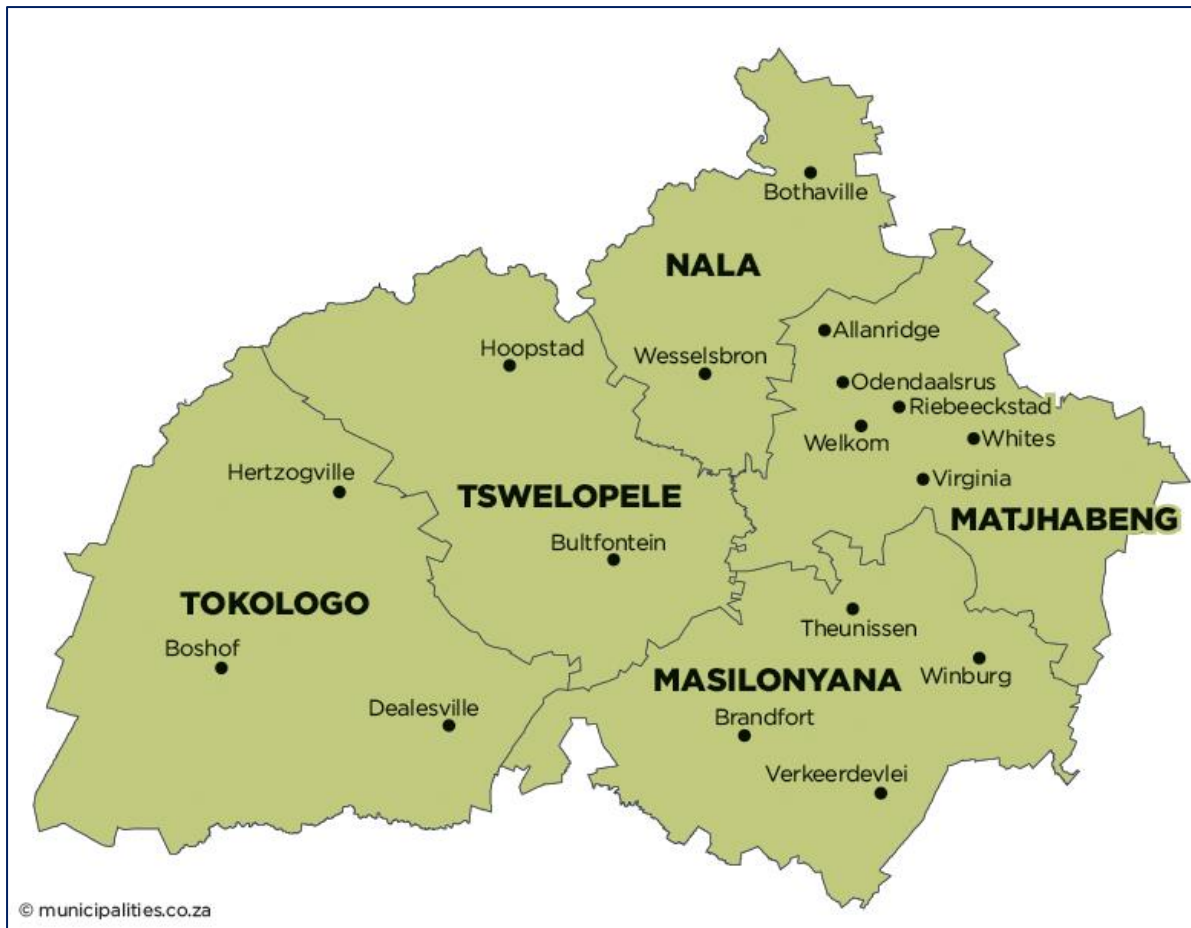 Bothaville
NALA
Allanridge
Hoopstad
Wesselsbron
Odendaalsrus
Riebeeckstad
Welkom
Whites
Hertzogville
Virginia
TSWELOPELE
MATJHABENG
Bultfontein
TOKOLOGO
Theunissen
Boshof
Winburg
MASILONYANA
Dealesville
Brandfort
Verkeerdevlei
© municipalities.co.za